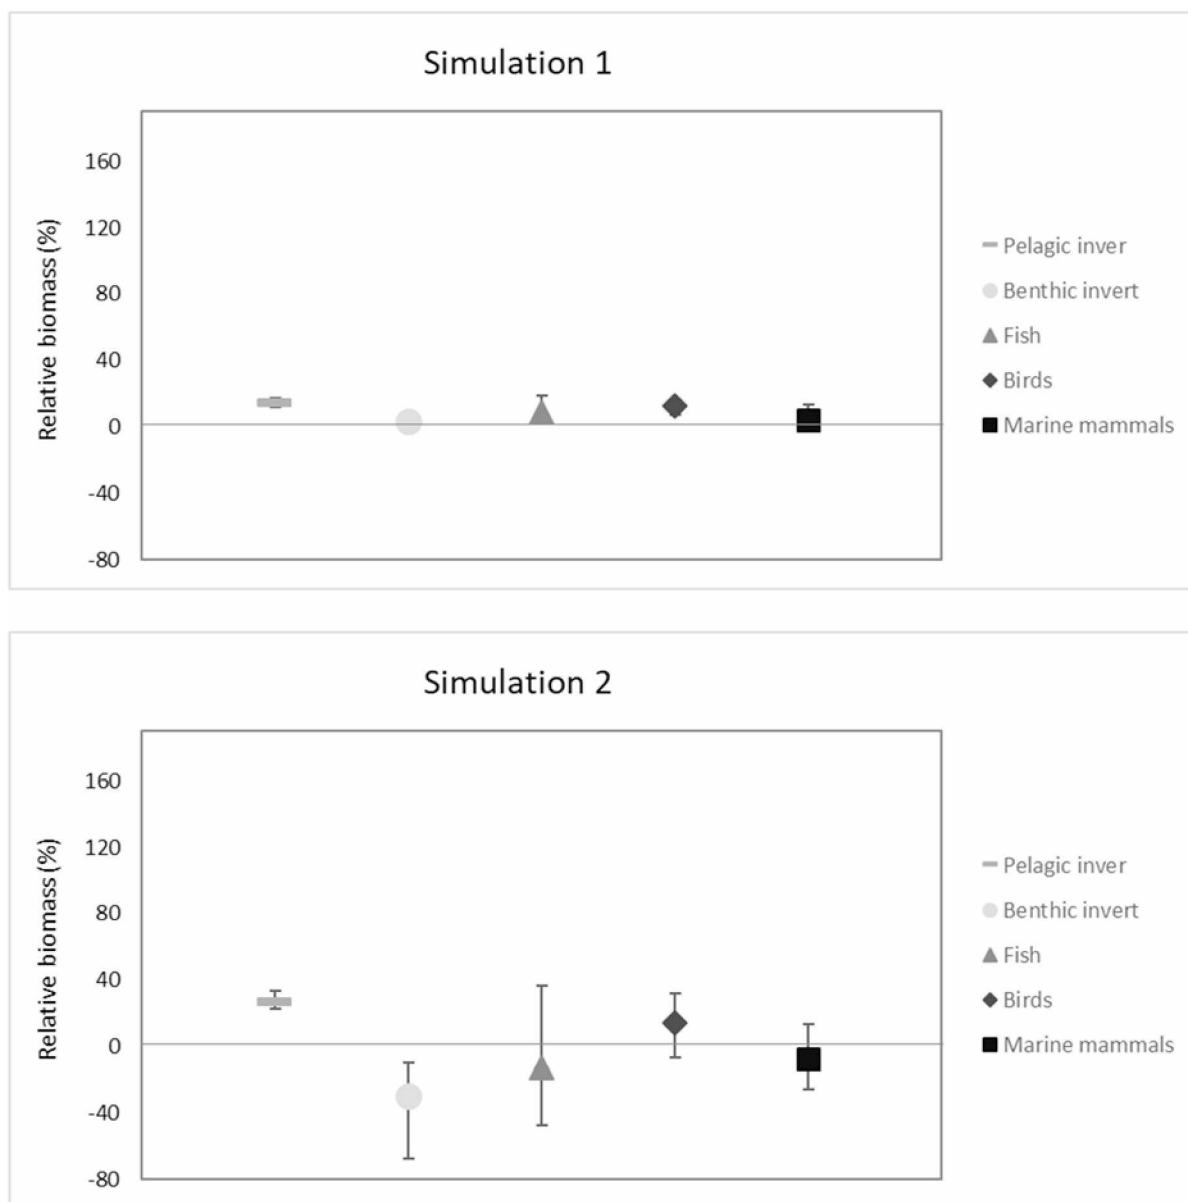 Simulation 1
Relative biomass (%)
160
120
80
40
0
-40
-80
Pelagic inver
Benthic invert
Fish
Birds
Marine mammals
Simulation 2
Relative biomass (%)
160
120
80
40
0
-40
-80
Pelagic inver
Benthic invert
Fish
Birds
Marine mammals